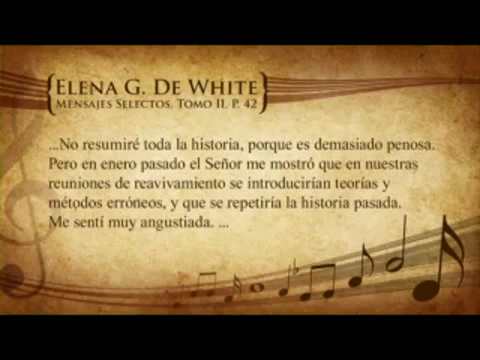 {ELENA G. DE WHITE}
MENSAJES SELECTOS, TOMO II, P. 42
...No resumiré toda la historia, porque es demasiado penosa.
Pero en enero pasado el Señor me mostró que en nuestras
reuniones de reavivamiento se introducirían teorías y
métodos erróneos, y que se repetiría la historia pasada.
Me sentí muy angustiada. ...